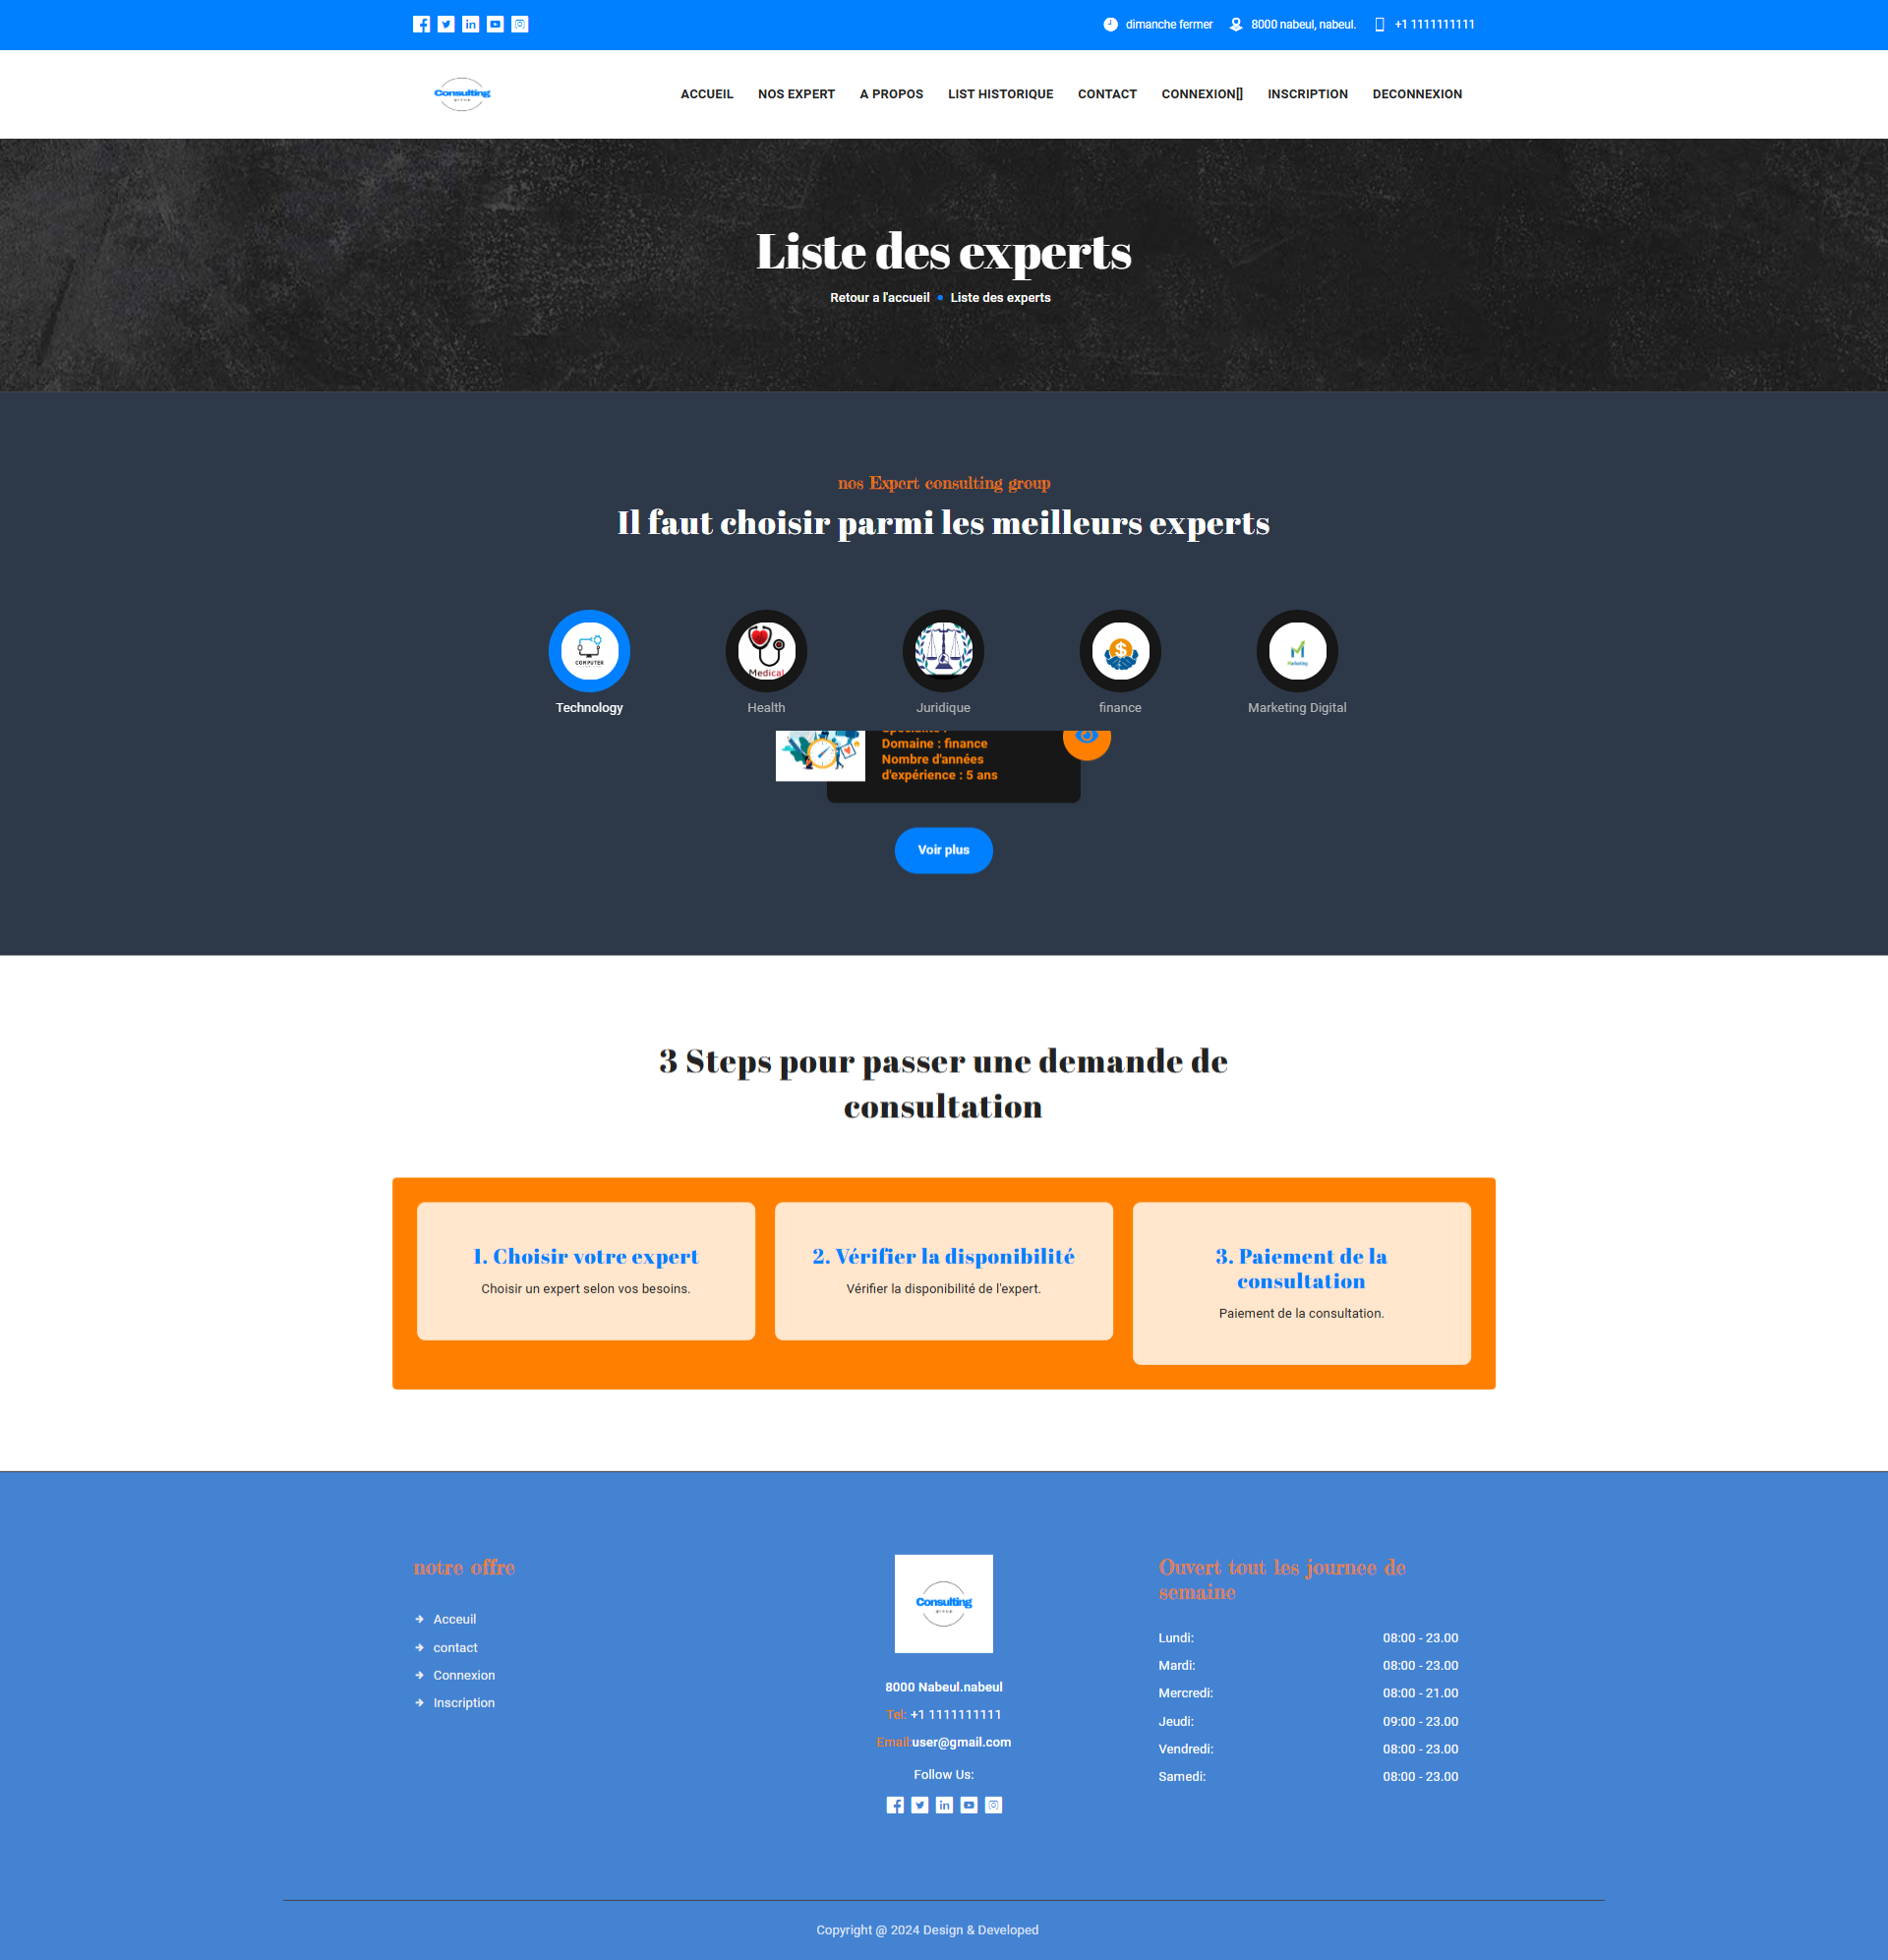 dimanche fermer
8000 nabeul, nabeul.
+1 1111111111
Consulting
group
ACCUEIL
NOS EXPERT
A PROPOS
LIST HISTORIQUE
CONTACT
CONNEXION[]
INSCRIPTION
DECONNEXION
Liste des experts
Retour a l'accueil
Liste des experts
nos Expert consulting group
Il faut choisir parmi les meilleurs experts
COMPUTER
Medical
Marketing
Technology
Health
Juridique
finance
Marketing Digital
Domaine : finance
Nombre d'années
d'expérience : 5 ans
Voir plus
3 Steps pour passer une demande de
consultation
1. Choisir votre expert
Choisir un expert selon vos besoins.
2. Vérifier la disponibilité
Vérifier la disponibilité de l'expert.
3. Paiement de la
consultation
Paiement de la consultation.
notre offre
Acceuil
contact
Connexion
Inscription
Consulting
group
8000 Nabeul.nabeul
Tel: +1 1111111111
Email:user@gmail.com
Follow Us:
Ouvert tout les journee de
semaine
Lundi: 08:00 - 23.00
Mardi: 08:00 - 23.00
Mercredi: 08:00 - 21.00
Jeudi: 09:00 - 23.00
Vendredi: 08:00 - 23.00
Samedi: 08:00 - 23.00
Copyright @ 2024 Design & Developed